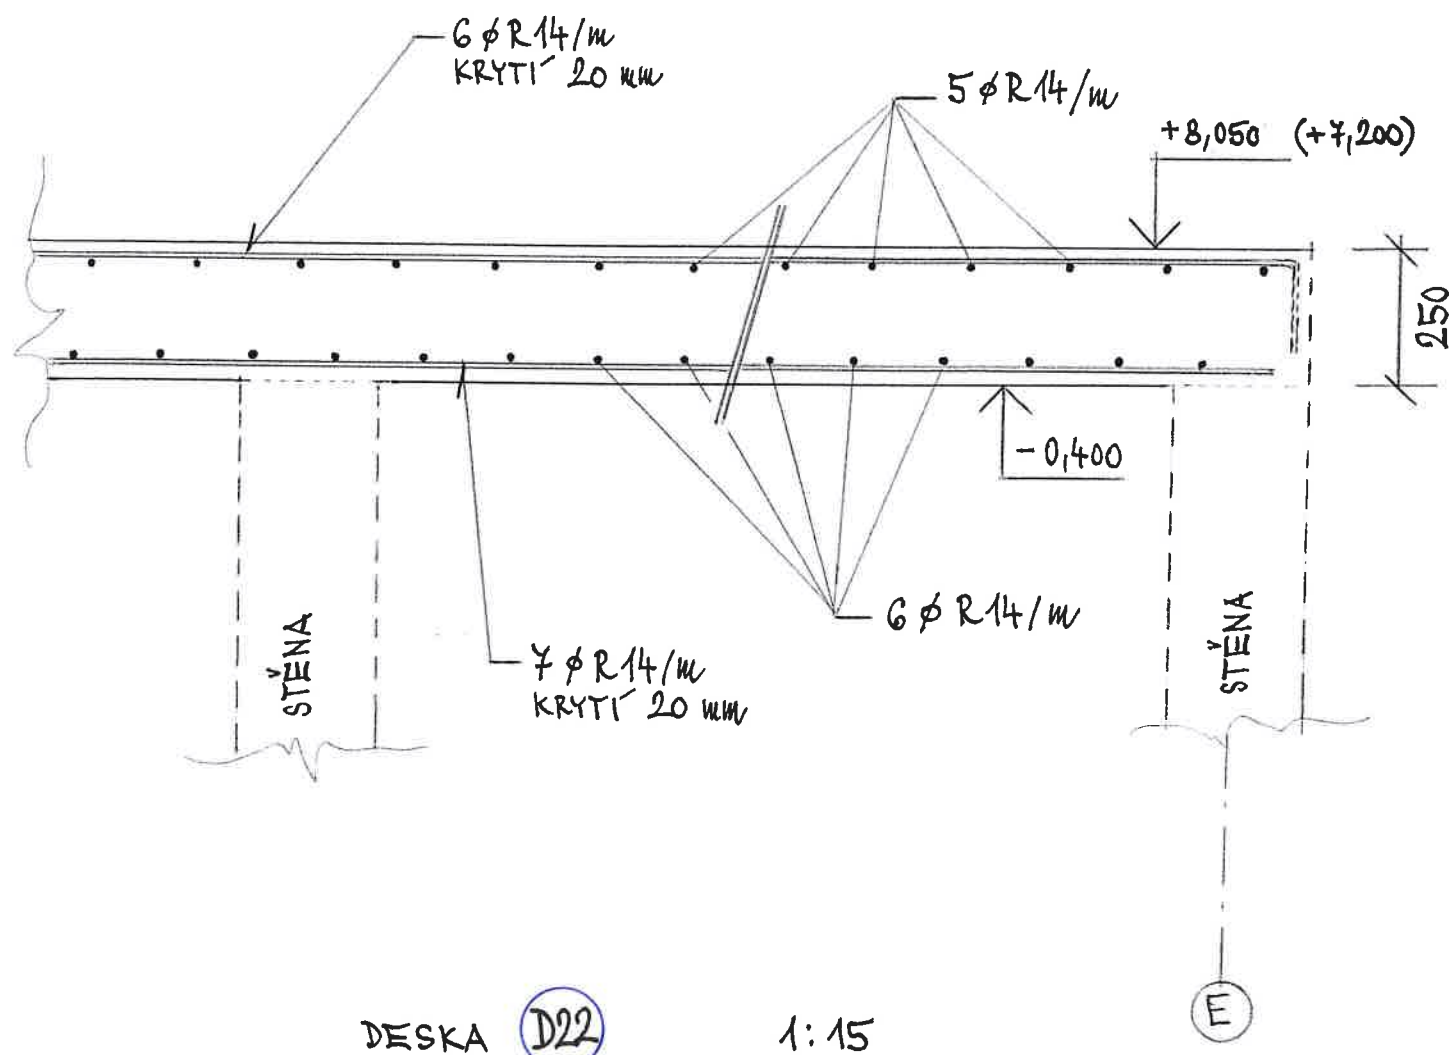 6 ϕ R14/m
KRYTÍ 20 mm
5 ϕ R14/m
+8,050 (+7,200)
250
-0,400
6 ϕ R14/m
7 ϕ R14/m
KRYTÍ 20 mm
STĚNA
STĚNA
E
DESKA D22 1:15